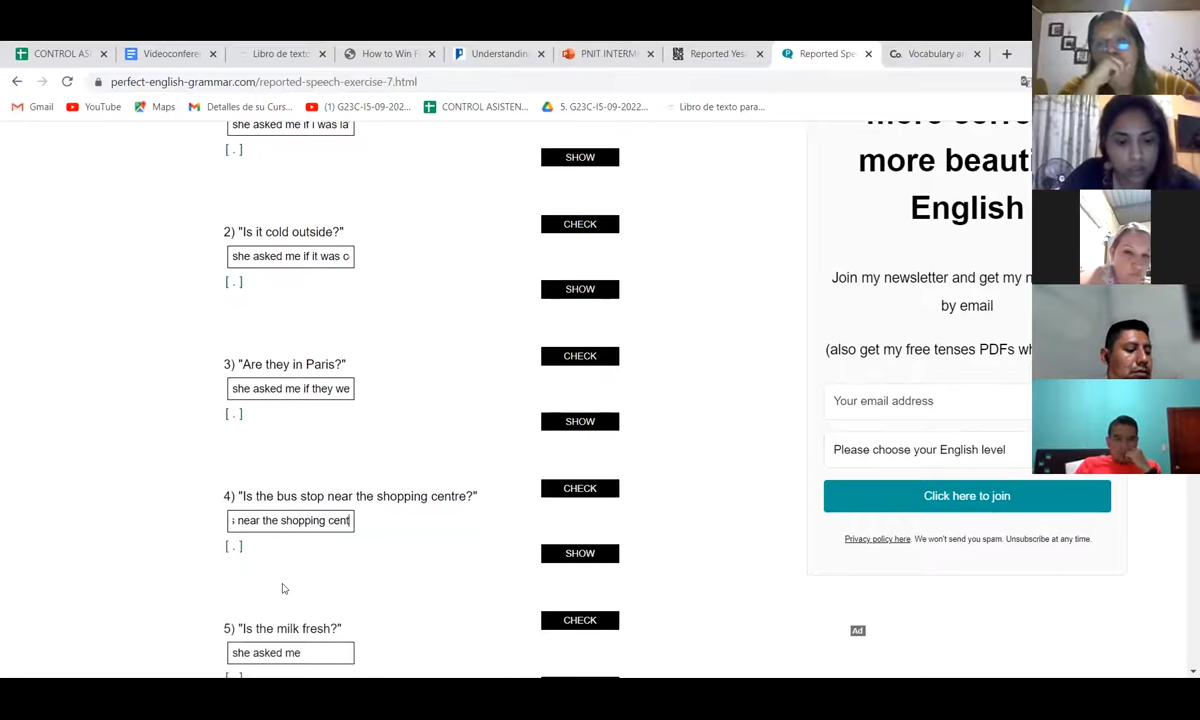 CONTROL ASI
Videoconfere
Libro de texto
How to Win F
Understandin
PNIT INTERM
Reported Yes
Reported Spe
Vocabulary a
perfect-english-grammar.com/reported-speech-exercise-7.html
Gmail
YouTube
Maps
Detalles de su Curs...
(1) G23C-I5-09-202...
CONTROL ASISTEN...
5. G23C-I5-09-2022...
Libro de texto para...
she asked me if i was la
[ . ]
SHOW
CHECK
2) "Is it cold outside?"
she asked me if it was c
[ . ]
SHOW
CHECK
3) "Are they in Paris?"
she asked me if they we
[ . ]
SHOW
CHECK
4) "Is the bus stop near the shopping centre?"
s near the shopping cent
[ . ]
SHOW
CHECK
5) "Is the milk fresh?"
she asked me
more beauti
English
Join my newsletter and get my n
by email
(also get my free tenses PDFs wh
Your email address
Please choose your English level
Click here to join
Privacy policy here. We won't send you spam. Unsubscribe at any time.
Ad